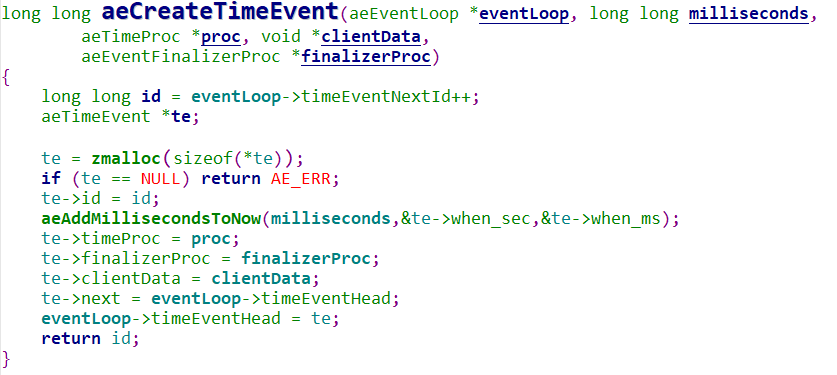 long long aeCreateTimeEvent(aeEventLoop *eventLoop, long long milliseconds,
        aeTimeProc *proc, void *clientData,
        aeEventFinalizerProc *finalizerProc)
{
    long long id = eventLoop->timeEventNextId++;
    aeTimeEvent *te;

    te = zmalloc(sizeof(*te));
    if (te == NULL) return AE_ERR;
    te->id = id;
    aeAddMillisecondsToNow(milliseconds,&te->when_sec,&te->when_ms);
    te->timeProc = proc;
    te->finalizerProc = finalizerProc;
    te->clientData = clientData;
    te->next = eventLoop->timeEventHead;
    eventLoop->timeEventHead = te;
    return id;
}